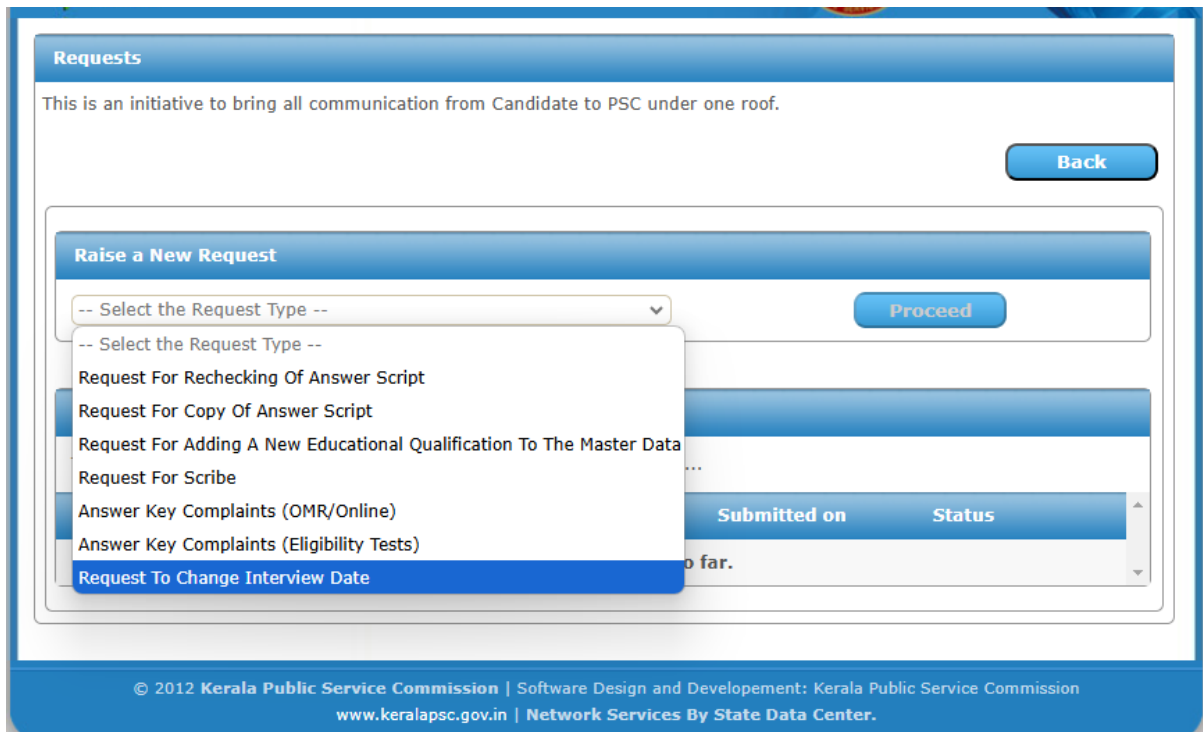 Requests
This is an initiative to bring all communication from Candidate to PSC under one roof.
Back
Raise a New Request
-- Select the Request Type --
Proceed
-- Select the Request Type --
Request For Rechecking Of Answer Script
Request For Copy Of Answer Script
Request For Adding A New Educational Qualification To The Master Data
Request For Scribe
...
Answer Key Complaints (OMR/Online)
Submitted on Status
Answer Key Complaints (Eligibility Tests)
far.
Request To Change Interview Date
© 2012 Kerala Public Service Commission | Software Design and Developement: Kerala Public Service Commission
www.keralapsc.gov.in | Network Services By State Data Center.